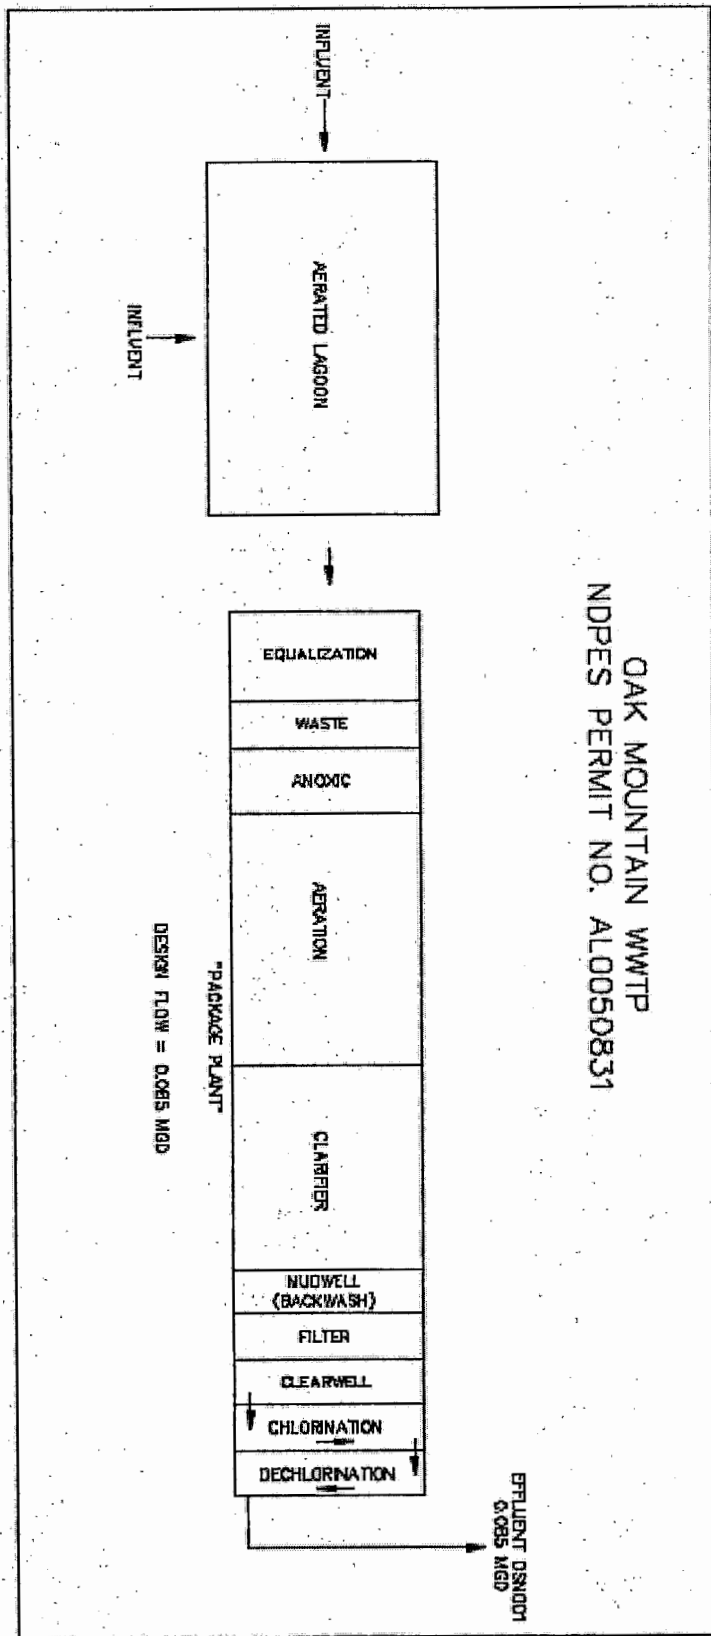 OAK MOUNTAIN WWTP
NDPES PERMIT NO. AL0050831
INFLUENT
AERATED LAGOON
INFLUENT
EQUALIZATION
WASTE
ANOXIC
AERATION
CLARIFIER
MUDWELL
(BACKWASH)
FILTER
CLEARWELL
CHLORINATION
DECHLORINATION
"PACKAGE PLANT"
DESIGN FLOW = 0.085 MGD
EFFLUENT DSN001
0.085 MGD